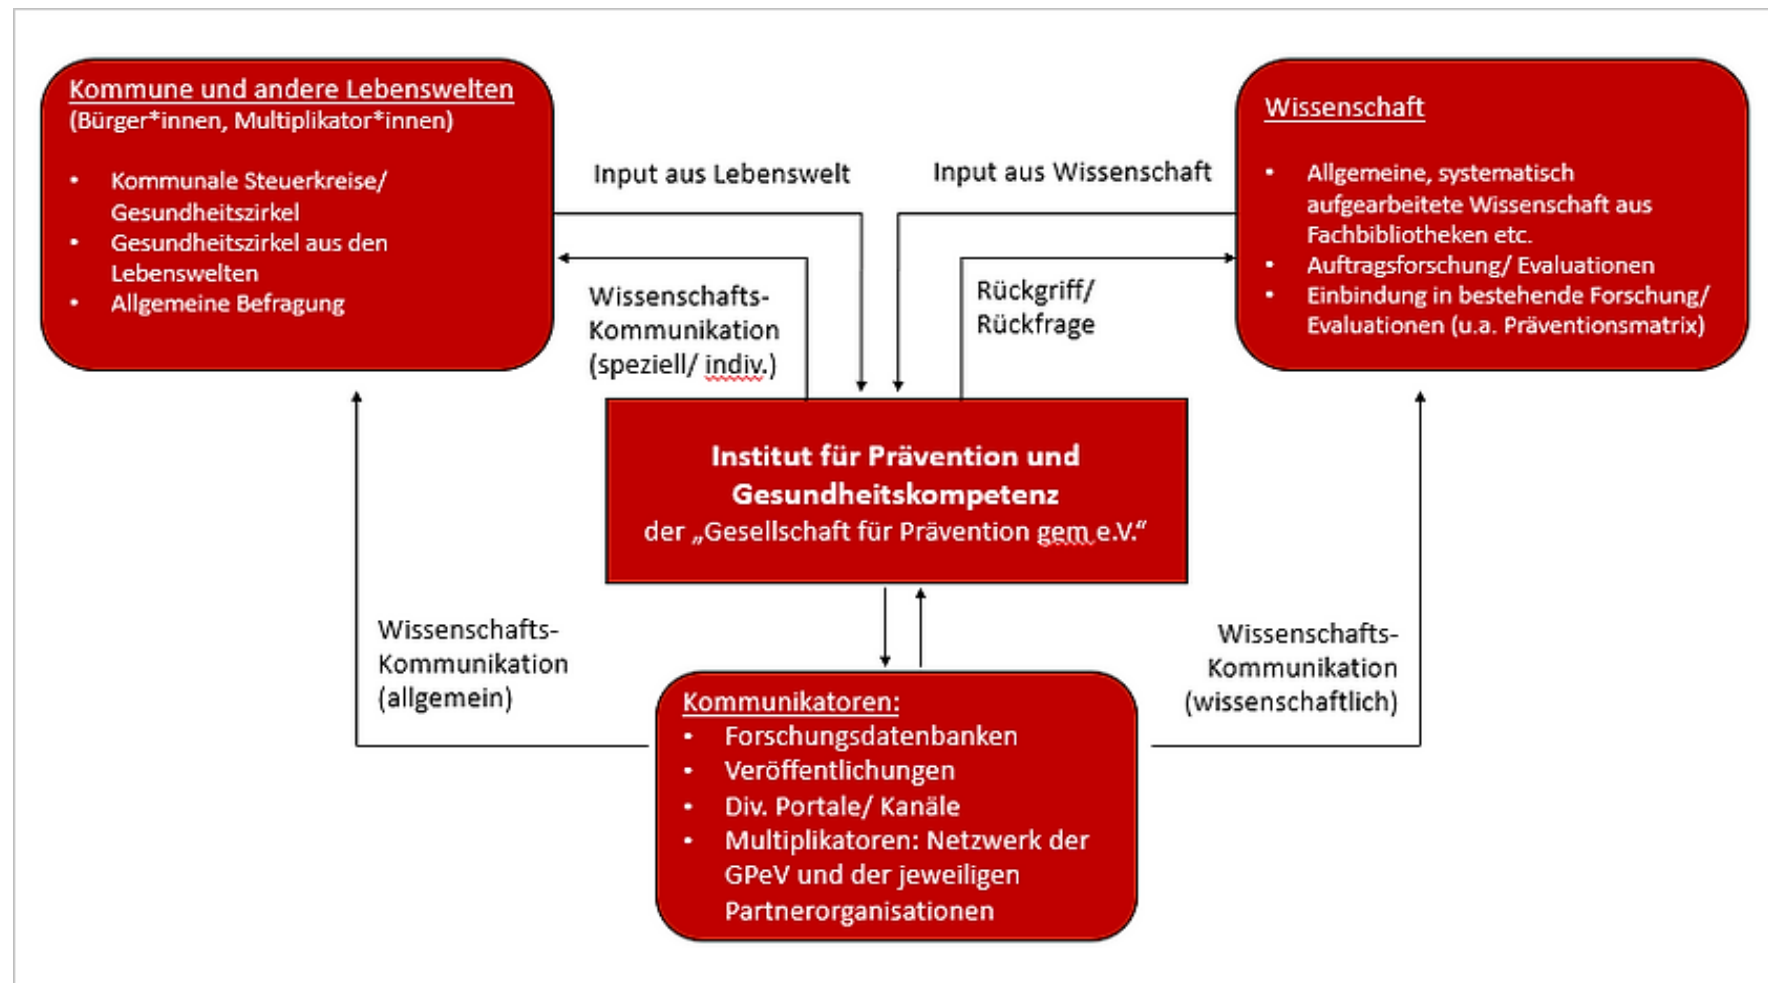 Kommune und andere Lebenswelten
(Bürger*innen, Multiplikator*innen)
• Kommunale Steuerkreise/
Gesundheitszirkel
• Gesundheitszirkel aus den
Lebenswelten
• Allgemeine Befragung
Input aus Lebenswelt
Input aus Wissenschaft
Wissenschaft
• Allgemeine, systematisch
aufgearbeitete Wissenschaft aus
Fachbibliotheken etc.
• Auftragsforschung/ Evaluationen
• Einbindung in bestehende Forschung/
Evaluationen (u.a. Präventionsmatrix)
Wissenschafts-
Kommunikation
(speziell/ indiv.)
Rückgriff/
Rückfrage
Institut für Prävention und
Gesundheitskompetenz
der „Gesellschaft für Prävention gem e.V.“
Wissenschafts-
Kommunikation
(allgemein)
Wissenschafts-
Kommunikation
(wissenschaftlich)
Kommunikatoren:
• Forschungsdatenbanken
• Veröffentlichungen
• Div. Portale/ Kanäle
• Multiplikatoren: Netzwerk der
GPeV und der jeweiligen
Partnerorganisationen